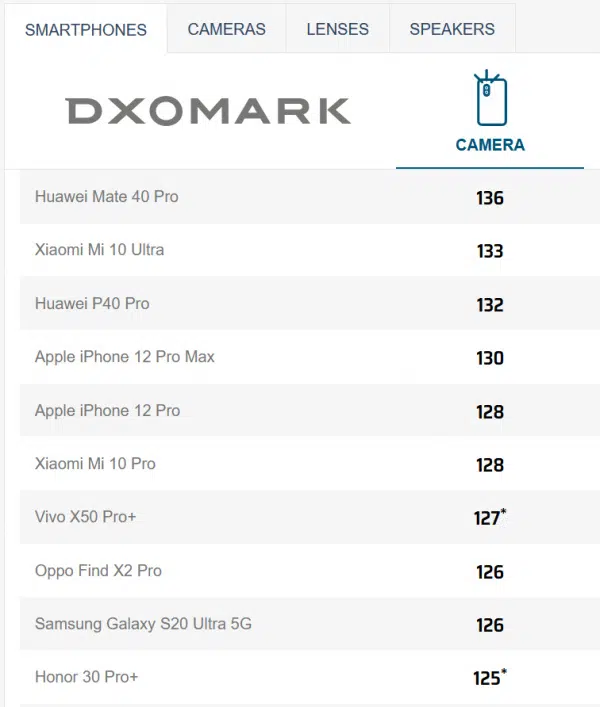 SMARTPHONES CAMERAS LENSES SPEAKERS
DXOMARK
CAMERA
Huawei Mate 40 Pro 136
Xiaomi Mi 10 Ultra 133
Huawei P40 Pro 132
Apple iPhone 12 Pro Max 130
Apple iPhone 12 Pro 128
Xiaomi Mi 10 Pro 128
Vivo X50 Pro+ 127*
Oppo Find X2 Pro 126
Samsung Galaxy S20 Ultra 5G 126
Honor 30 Pro+ 125*